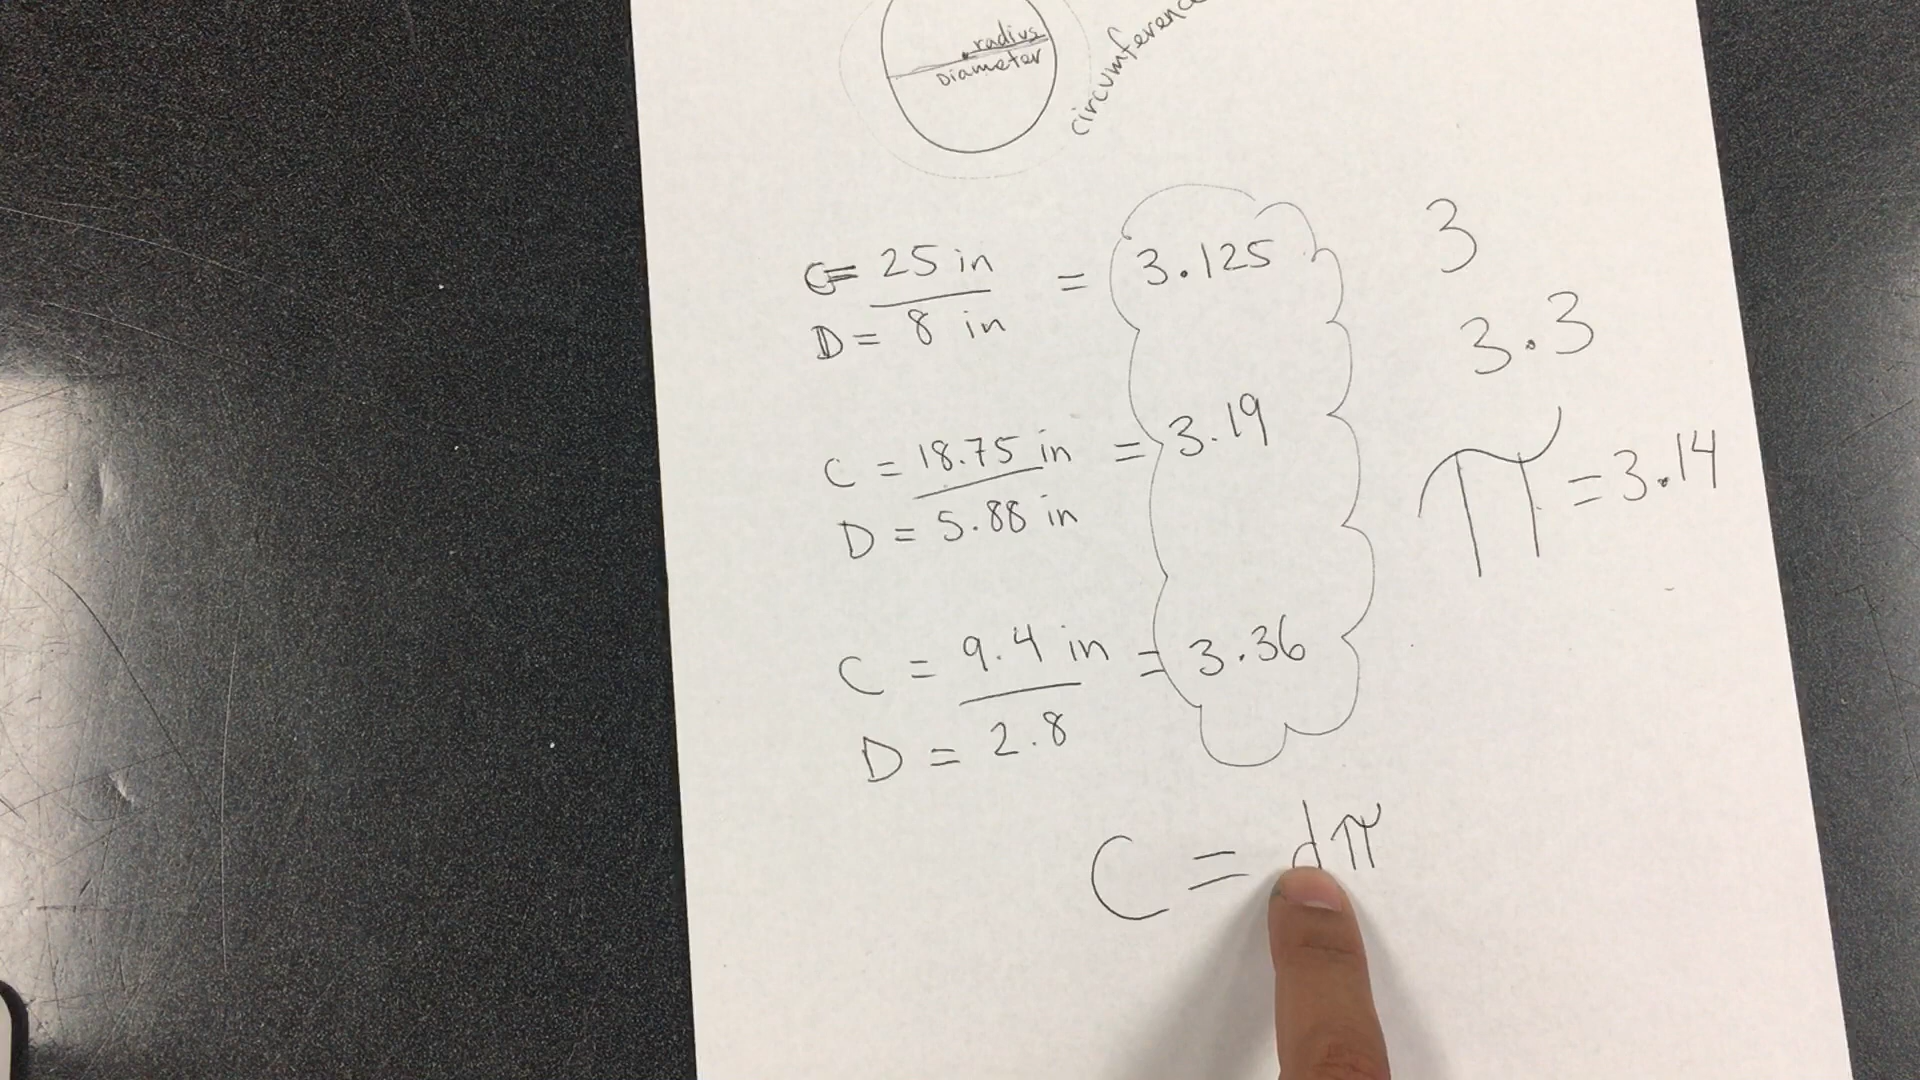 radius
Diameter
circumference
C= 25 in = 3.125
D = 8 in
3
3.3
C = 18.75 in = 3.19
D = 5.88 in
π = 3.14
C = 9.4 in = 3.36
D = 2.8
C = dπ